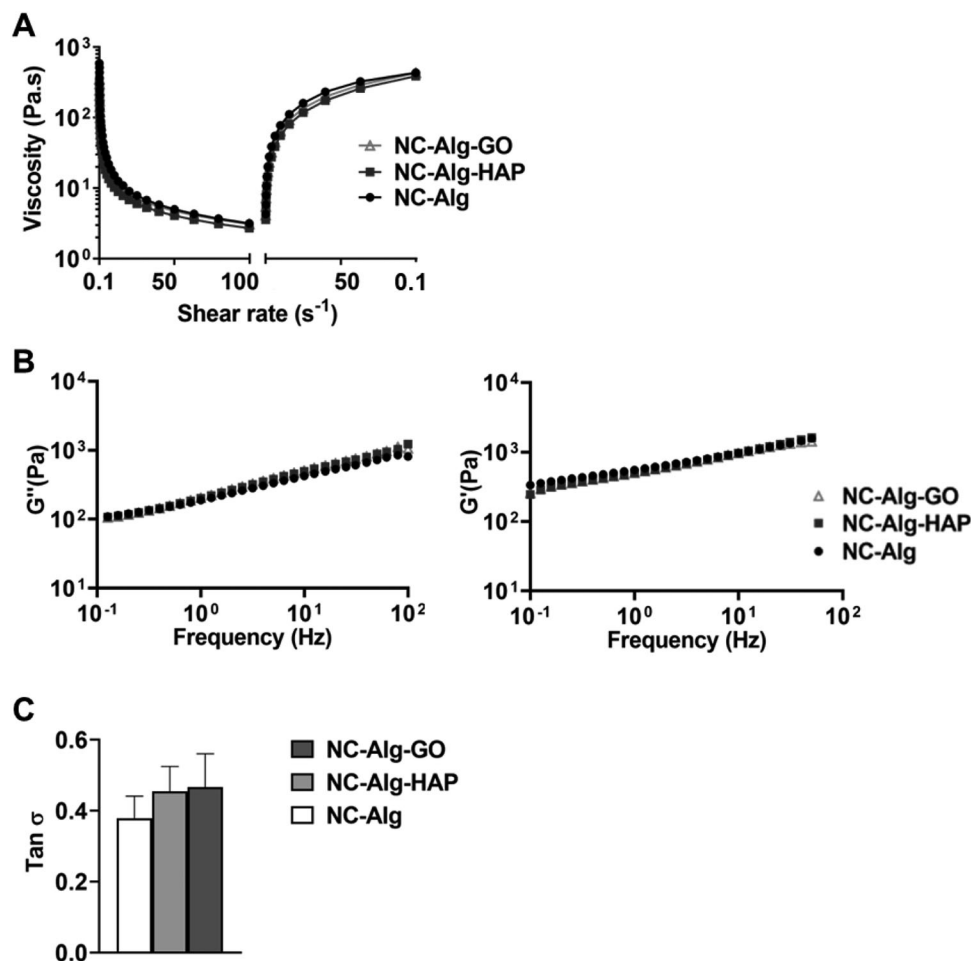 A
Viscosity (Pa.s)
10³
10²
10¹
10⁰
0.1 50 100 50 0.1
Shear rate (s⁻¹)
NC-Alg-GO
NC-Alg-HAP
NC-Alg
B
G''(Pa)
10⁴
10³
10²
10¹
10⁻¹ 10⁰ 10¹ 10²
Frequency (Hz)
G'(Pa)
10⁴
10³
10²
10¹
10⁻¹ 10⁰ 10¹ 10²
Frequency (Hz)
NC-Alg-GO
NC-Alg-HAP
NC-Alg
C
Tan σ
0.6
0.4
0.2
0.0
NC-Alg-GO
NC-Alg-HAP
NC-Alg